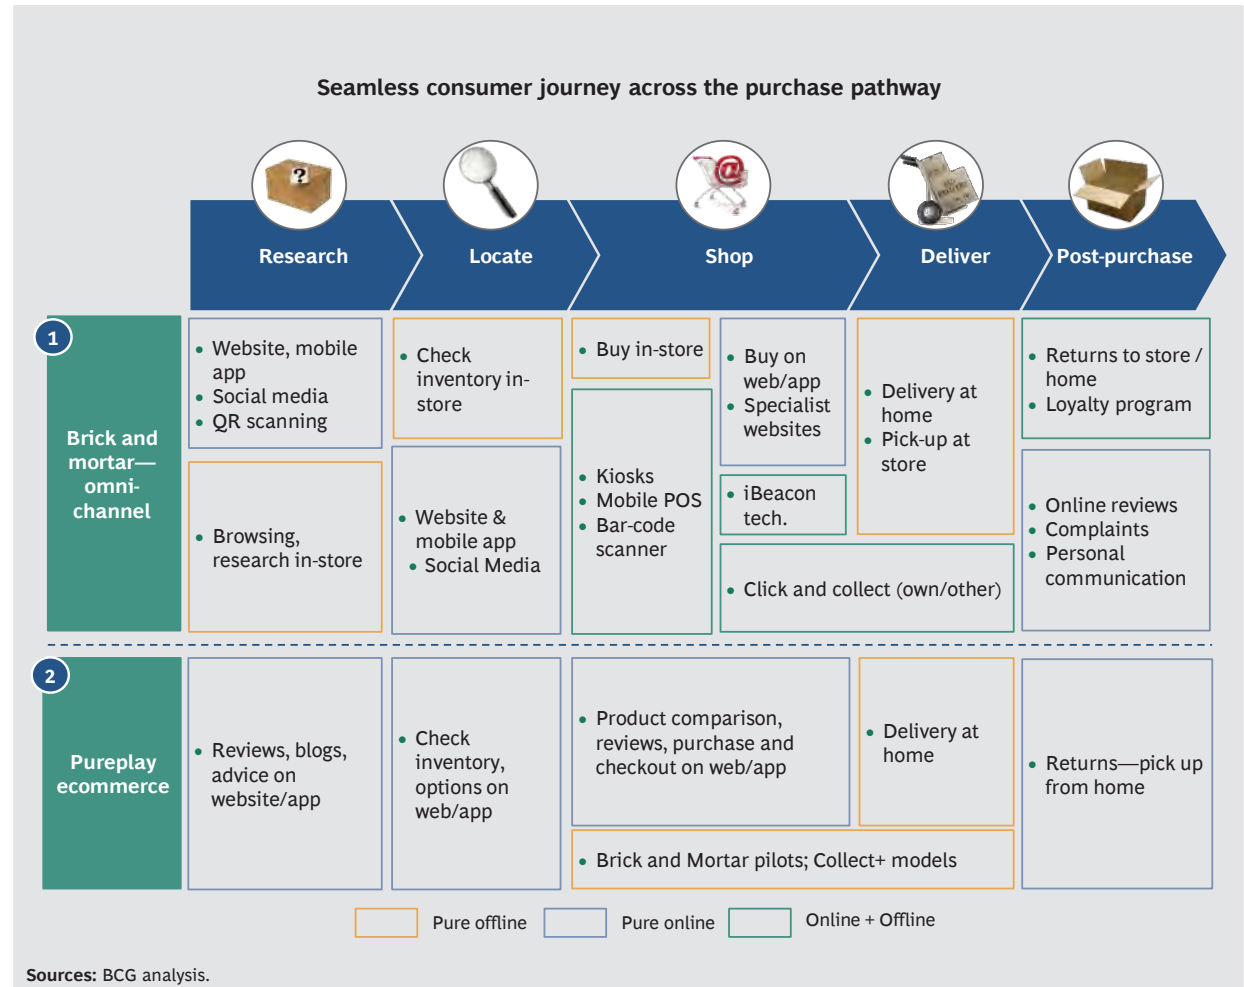 Seamless consumer journey across the purchase pathway
?
@
Research
Locate
Shop
Deliver
Post-purchase
1
Brick and
mortar—
omni-
channel
• Website, mobile
app
• Social media
• QR scanning
• Browsing,
research in-store
• Check
inventory in-
store
• Website &
mobile app
• Social Media
• Buy in-store
• Kiosks
• Mobile POS
• Bar-code
scanner
• Buy on
web/app
• Specialist
websites
• iBeacon
tech.
• Click and collect (own/other)
• Delivery at
home
• Pick-up at
store
• Returns to store /
home
• Loyalty program
• Online reviews
• Complaints
• Personal
communication
2
Pureplay
ecommerce
• Reviews, blogs,
advice on
website/app
• Check
inventory,
options on
web/app
• Product comparison,
reviews, purchase and
checkout on web/app
• Brick and Mortar pilots; Collect+ models
• Delivery at
home
• Returns—pick up
from home
Pure offline
Pure online
Online + Offline
Sources: BCG analysis.